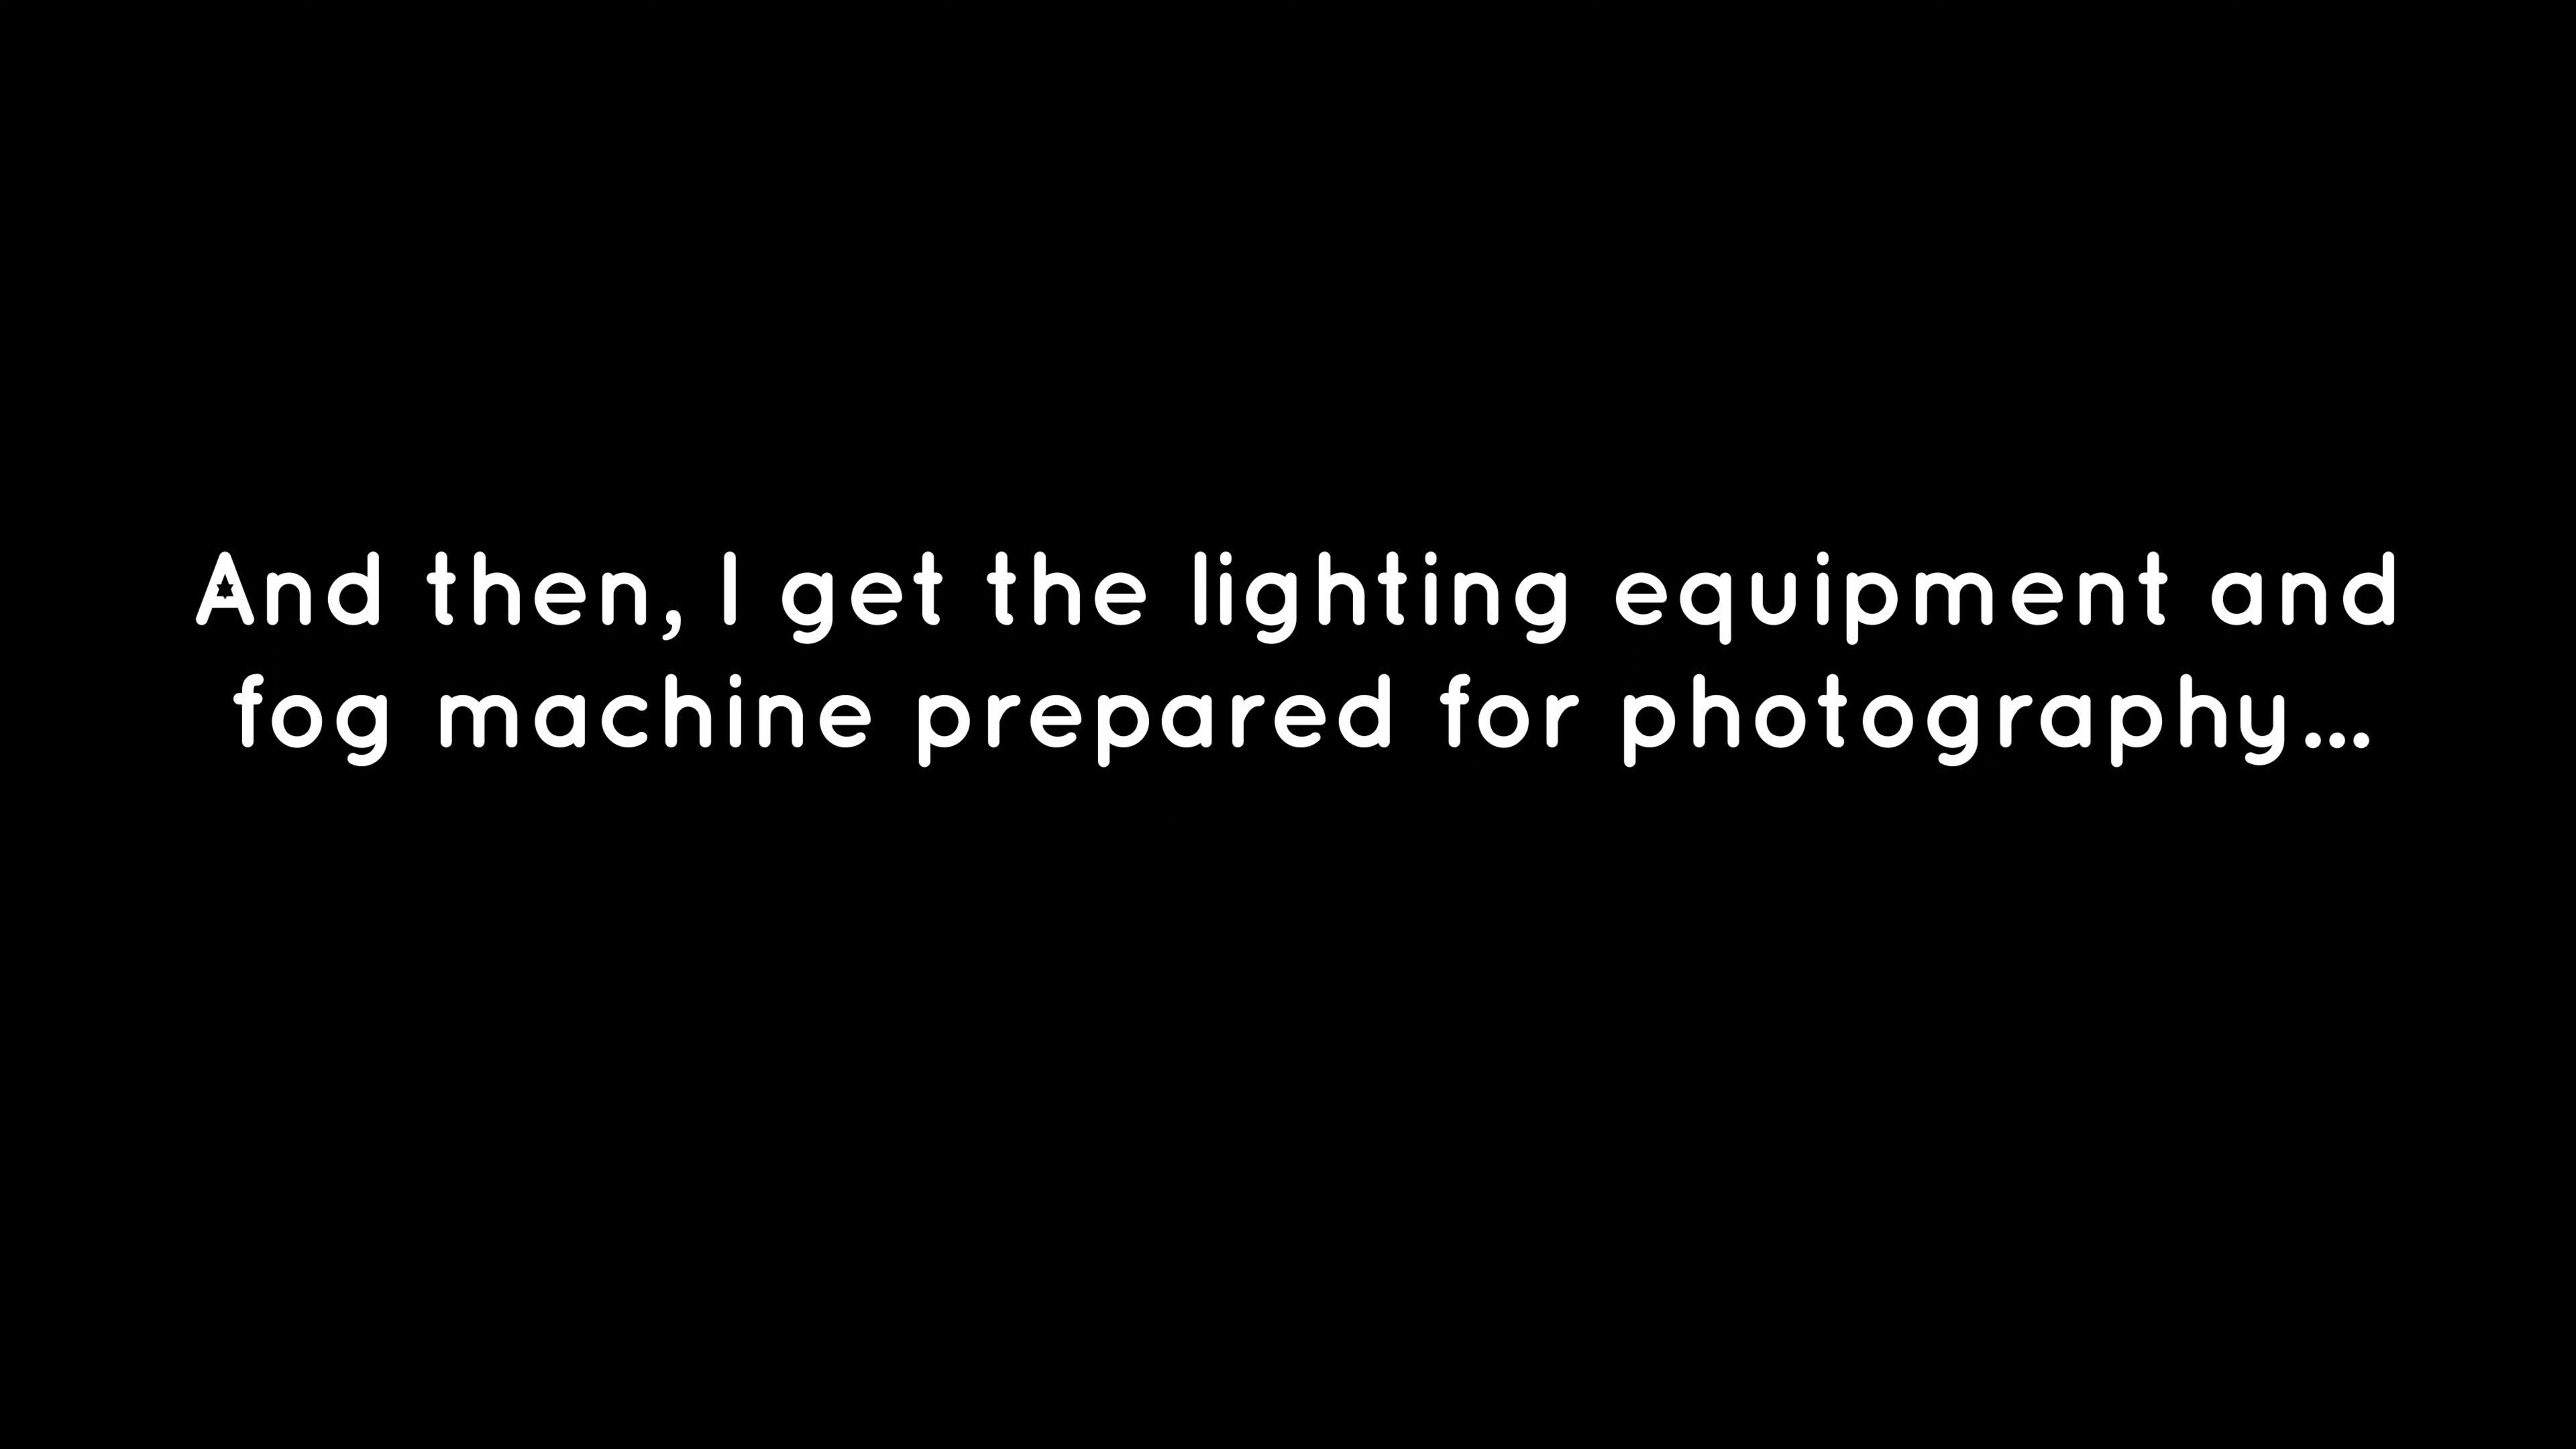 And then, I get the lighting equipment and
fog machine prepared for photography...